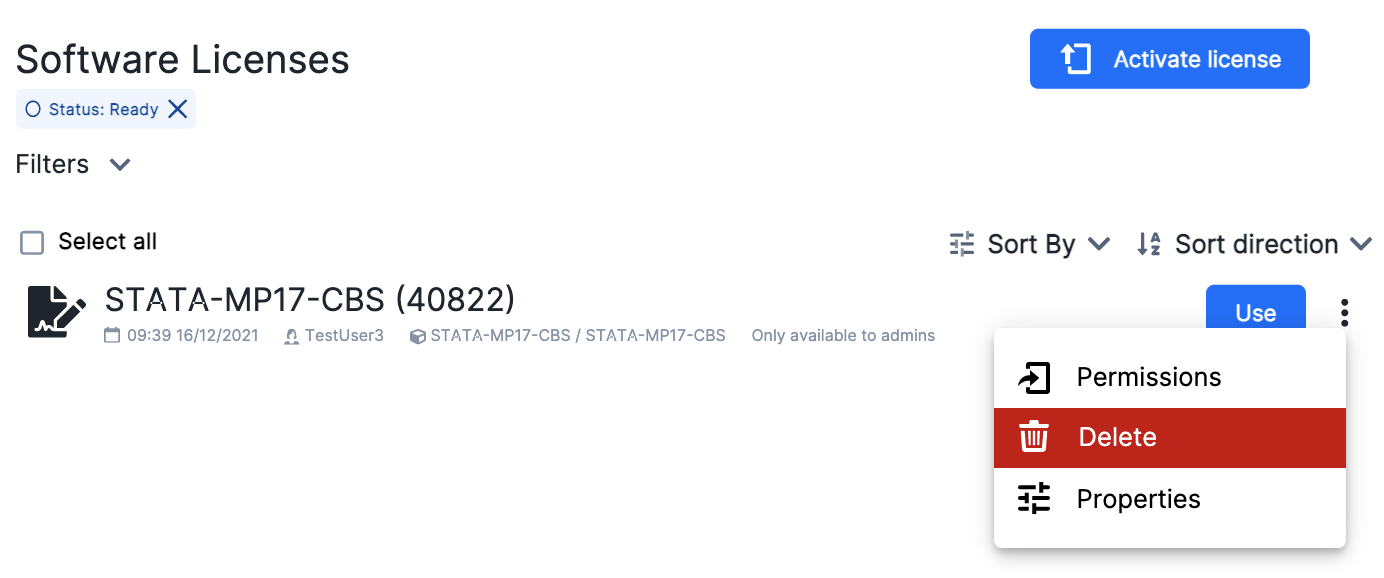 Software Licenses
Activate license
Status: Ready
Filters
Select all
Sort By
Sort direction
STATA-MP17-CBS (40822)
Use
09:39 16/12/2021 TestUser3 STATA-MP17-CBS / STATA-MP17-CBS Only available to admins
Permissions
Delete
Properties